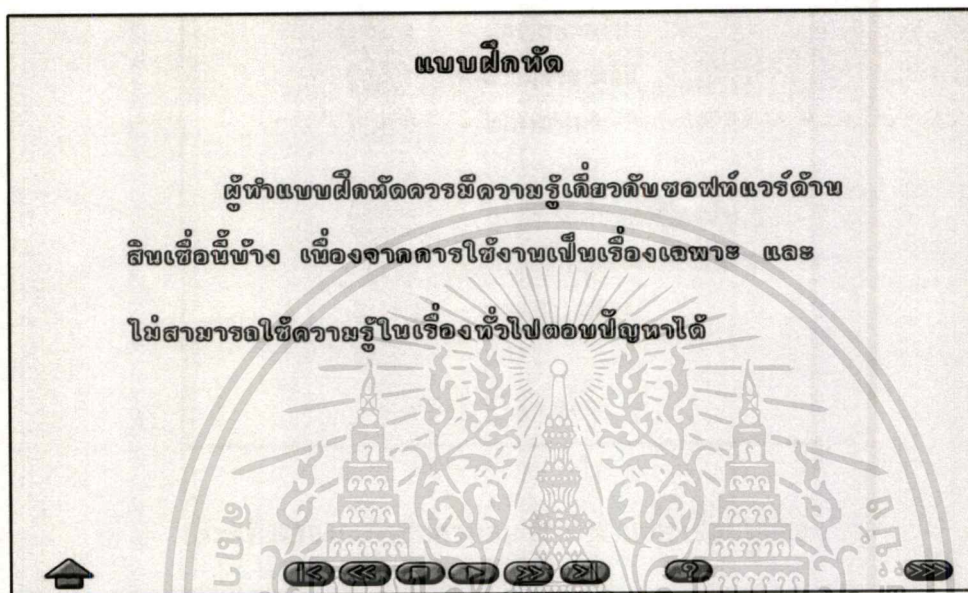 แบบฝึกหัด
ผู้ทำแบบฝึกหัดควรมีความรู้เกี่ยวกับซอฟท์แวร์ด้าน
สินเชื่อนี้บ้าง เนื่องจากการใช้งานเป็นเรื่องเฉพาะ และ
ไม่สามารถใช้ความรู้ในเรื่องทั่วไปตอบปัญหาได้